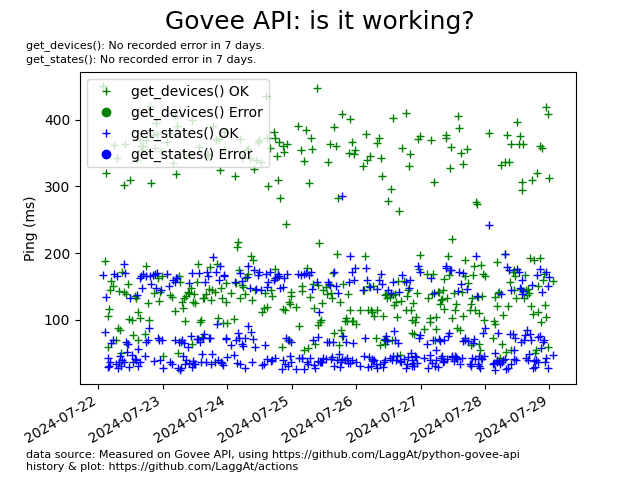 Govee API: is it working?
get_devices(): No recorded error in 7 days.
get_states(): No recorded error in 7 days.
get_devices() OK
get_devices() Error
get_states() OK
get_states() Error
Ping (ms)
400
300
200
100
2024-07-22
2024-07-23
2024-07-24
2024-07-25
2024-07-26
2024-07-27
2024-07-28
2024-07-29
data source: Measured on Govee API, using https://github.com/LaggAt/python-govee-api
history & plot: https://github.com/LaggAt/actions